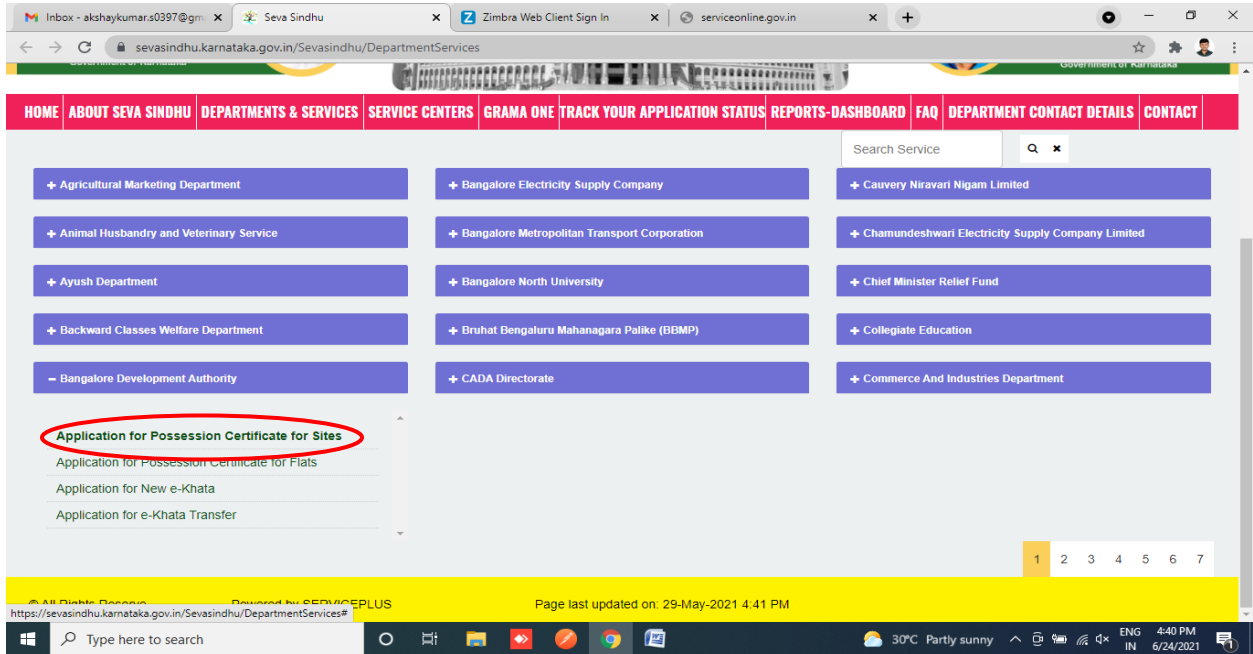 Inbox - akshaykumar.s0397@gm
Seva Sindhu
Zimbra Web Client Sign In
serviceonline.gov.in
sevasindhu.karnataka.gov.in/Sevasindhu/DepartmentServices
Government of Karnataka
HOME ABOUT SEVA SINDHU DEPARTMENTS & SERVICES SERVICE CENTERS GRAMA ONE TRACK YOUR APPLICATION STATUS REPORTS-DASHBOARD FAQ DEPARTMENT CONTACT DETAILS CONTACT
Search Service
+ Agricultural Marketing Department
+ Bangalore Electricity Supply Company
+ Cauvery Niravari Nigam Limited
+ Animal Husbandry and Veterinary Service
+ Bangalore Metropolitan Transport Corporation
+ Chamundeshwari Electricity Supply Company Limited
+ Ayush Department
+ Bangalore North University
+ Chief Minister Relief Fund
+ Backward Classes Welfare Department
+ Bruhat Bengaluru Mahanagara Palike (BBMP)
+ Collegiate Education
− Bangalore Development Authority
+ CADA Directorate
+ Commerce And Industries Department
Application for Possession Certificate for Sites
Application for Possession Certificate for Flats
Application for New e-Khata
Application for e-Khata Transfer
1 2 3 4 5 6 7
© All Rights Reserve Powered by SERVICEPLUS Page last updated on: 29-May-2021 4:41 PM
https://sevasindhu.karnataka.gov.in/Sevasindhu/DepartmentServices#
Type here to search
30°C Partly sunny
ENG
IN
4:40 PM
6/24/2021
1